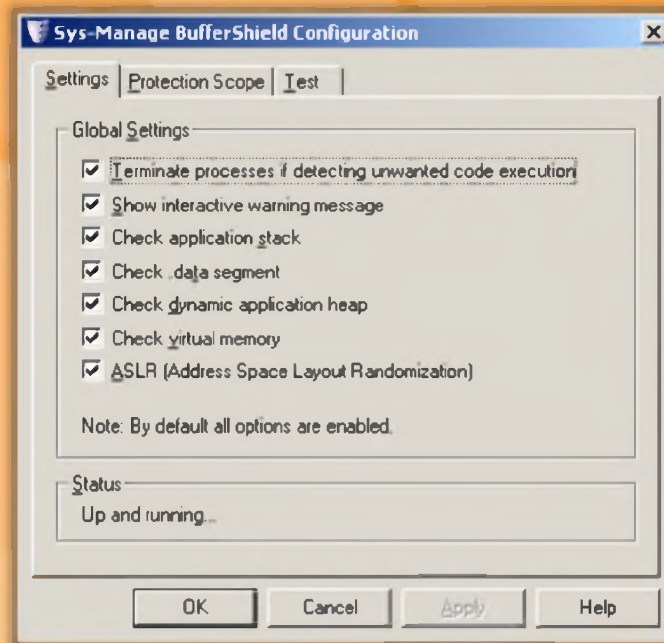 Sys-Manage BufferShield Configuration
Settings
Protection Scope
Test
Global Settings
Terminate processes if detecting unwanted code execution
Show interactive warning message
Check application stack
Check .data segment
Check dynamic application heap
Check virtual memory
ASLR (Address Space Layout Randomization)
Note: By default all options are enabled.
Status
Up and running...
OK
Cancel
Apply
Help